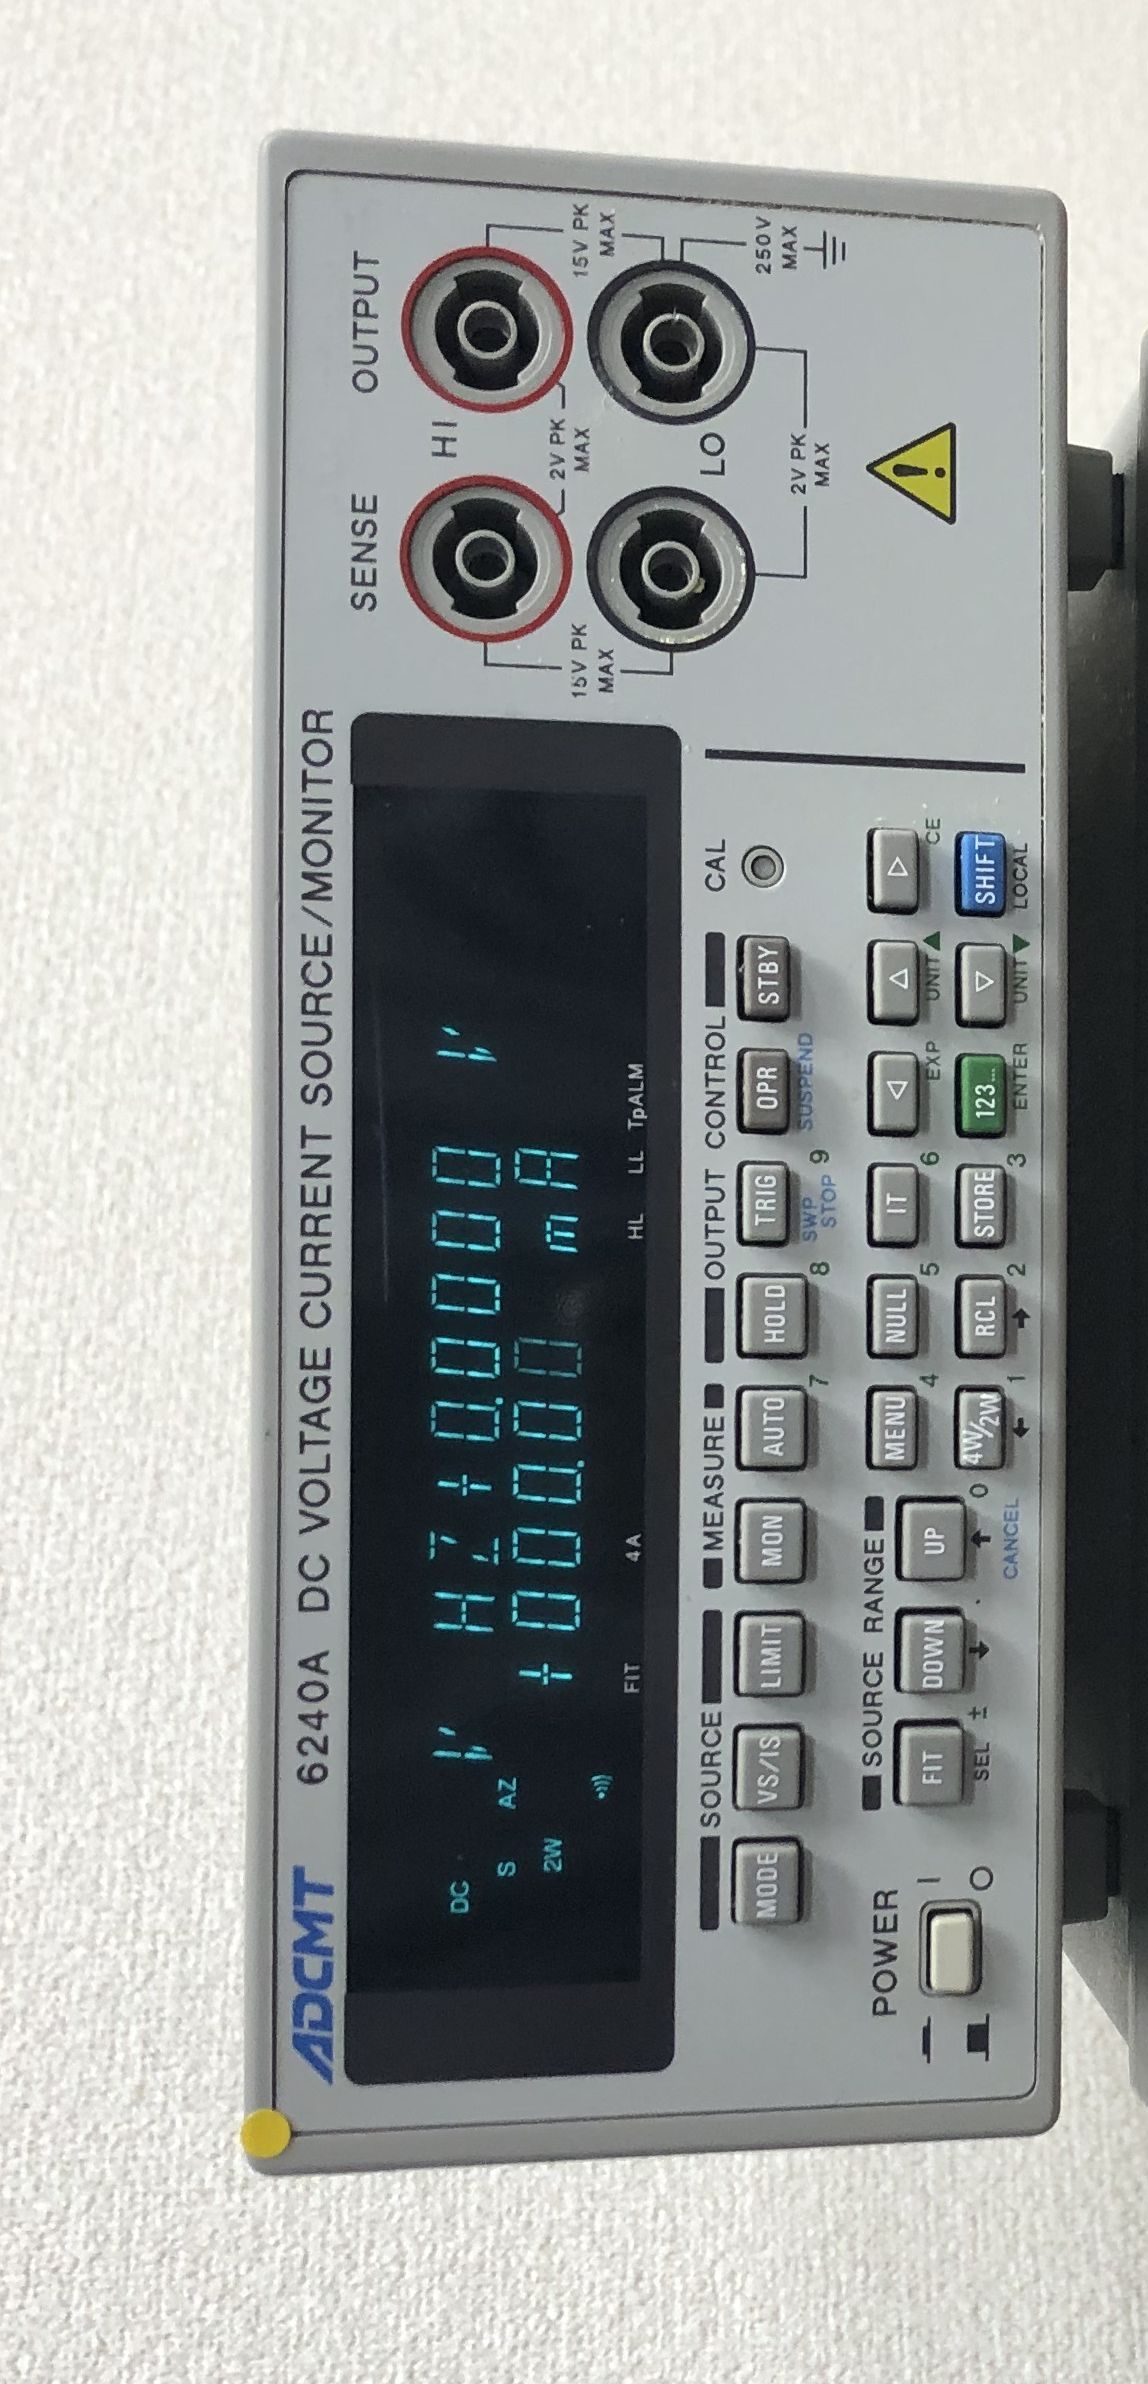 ADCMT 6240A DC VOLTAGE CURRENT SOURCE/MONITOR
SENSE OUTPUT
HI
LO
15V PK MAX
2V PK MAX
15V PK MAX
2V PK MAX
250V MAX
DC V HZ +0.00000 V
S AZ
2W +000.00 mA
FIT 4A HL LL TpALM
SOURCE MEASURE OUTPUT CONTROL CAL
MODE VS/IS LIMIT MON AUTO HOLD TRIG OPR STBY
7 8 SWP STOP 9 SUSPEND
POWER SOURCE RANGE
FIT DOWN UP MENU NULL IT ◁ △ ▷
SEL ± . 0 4 5 6 EXP UNIT▲ CE
CANCEL
4W/2W RCL STORE 123... ▽ SHIFT
1 2 3 ENTER UNIT▼ LOCAL